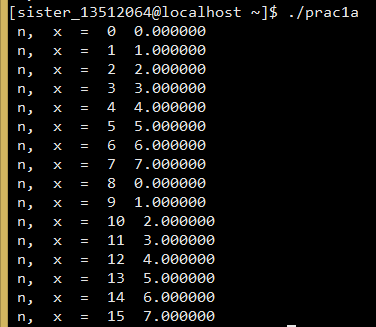 [sister_13512064@localhost ~]$ ./prac1a
n,  x  =  0  0.000000
n,  x  =  1  1.000000
n,  x  =  2  2.000000
n,  x  =  3  3.000000
n,  x  =  4  4.000000
n,  x  =  5  5.000000
n,  x  =  6  6.000000
n,  x  =  7  7.000000
n,  x  =  8  0.000000
n,  x  =  9  1.000000
n,  x  =  10  2.000000
n,  x  =  11  3.000000
n,  x  =  12  4.000000
n,  x  =  13  5.000000
n,  x  =  14  6.000000
n,  x  =  15  7.000000